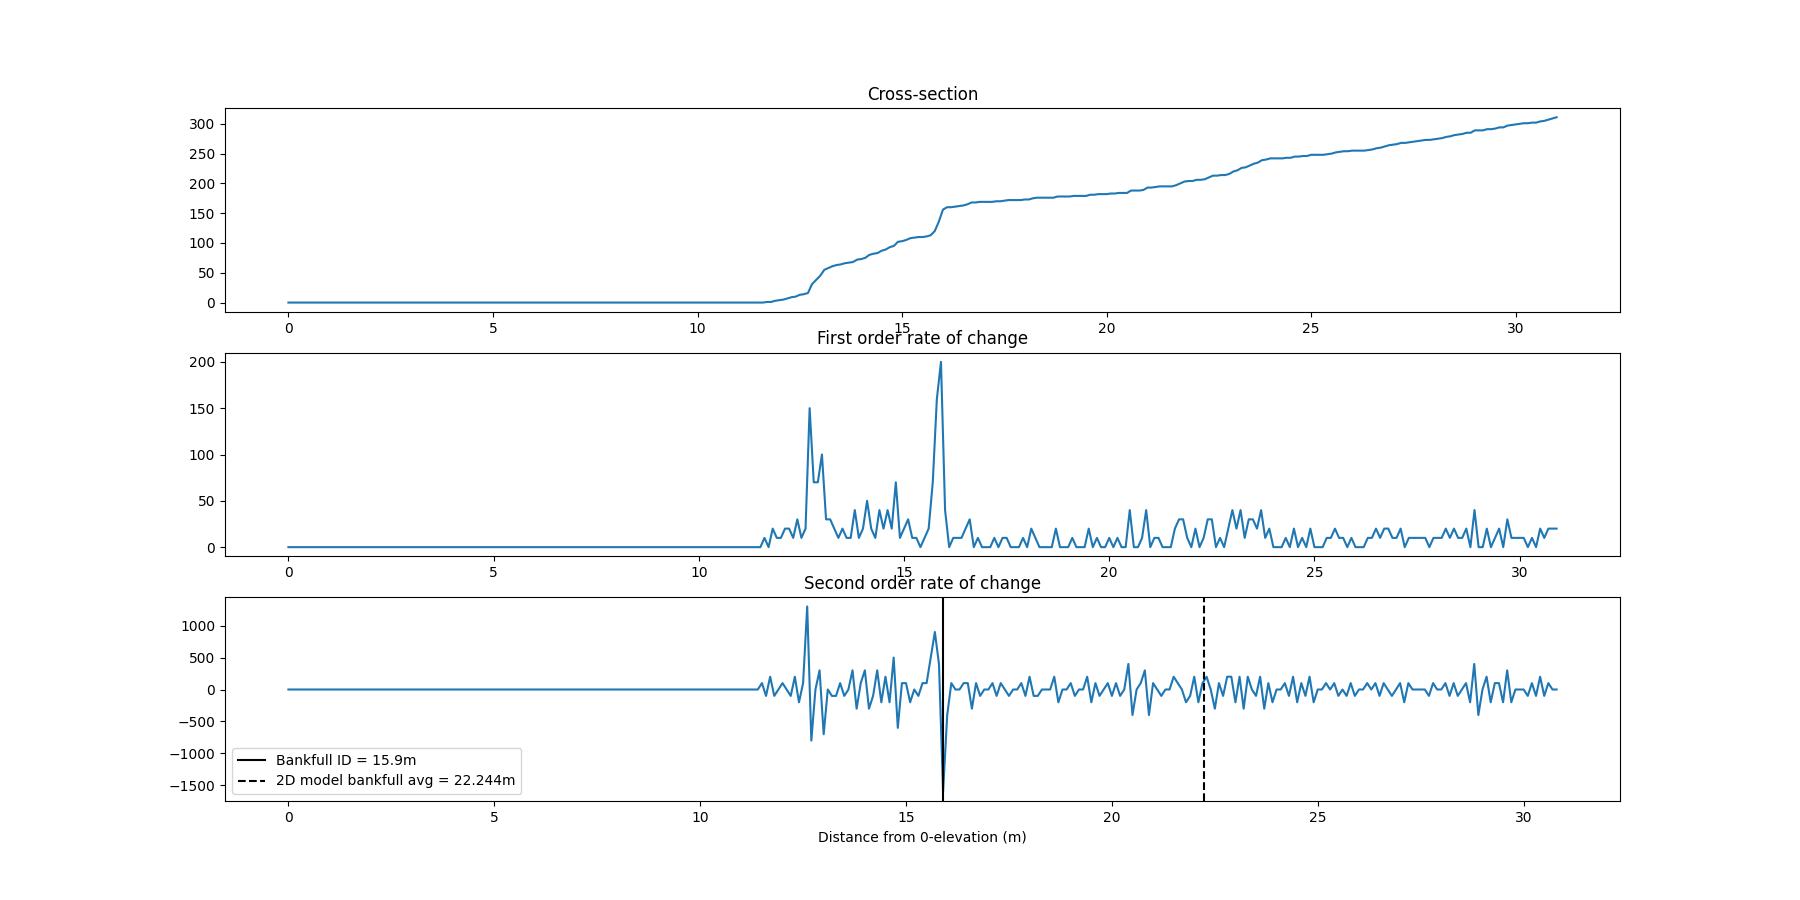 Cross-section
300
250
200
150
100
50
0
0 5 10 15 20 25 30
First order rate of change
200
150
100
50
0
0 5 10 15 20 25 30
Second order rate of change
1000
500
0
−500
−1000
−1500
Bankfull ID = 15.9m
2D model bankfull avg = 22.244m
0 5 10 15 20 25 30
Distance from 0-elevation (m)